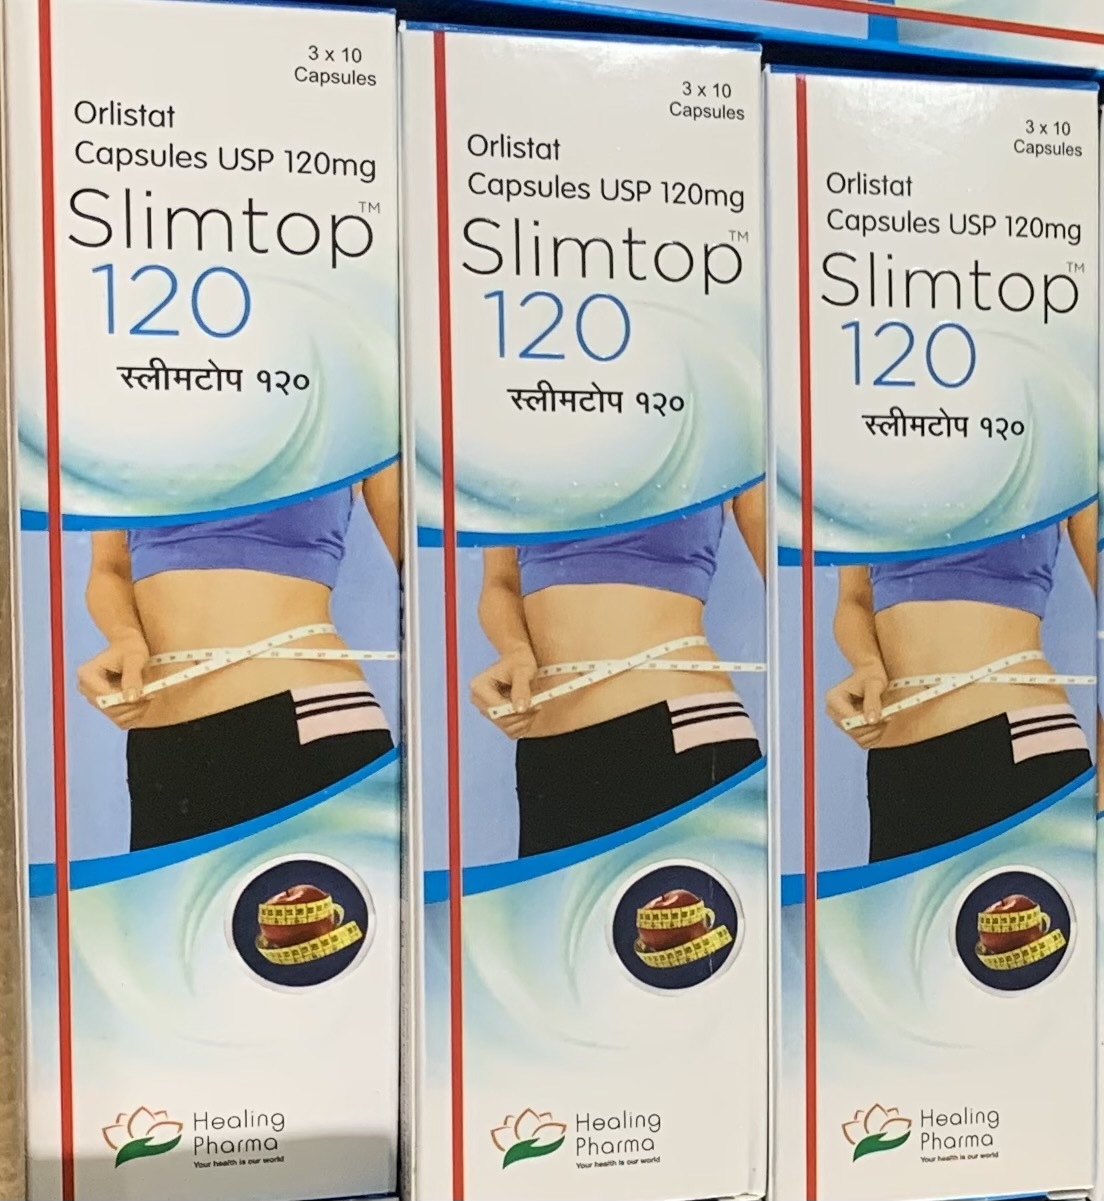 3 x 10
Capsules
Orlistat
Capsules USP 120mg
Slimtop™
120
स्लीमटोप १२०
Healing
Pharma
Your health is our world
3 x 10
Capsules
Orlistat
Capsules USP 120mg
Slimtop™
120
स्लीमटोप १२०
Healing
Pharma
Your health is our world
3 x 10
Capsules
Orlistat
Capsules USP 120mg
Slimtop™
120
स्लीमटोप १२०
Healing
Pharma
Your health is our world